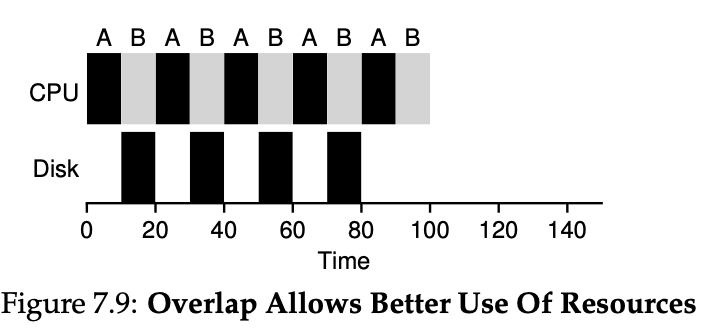 A B A B A B A B A B
CPU
Disk
0 20 40 60 80 100 120 140
Time
Figure 7.9: Overlap Allows Better Use Of Resources